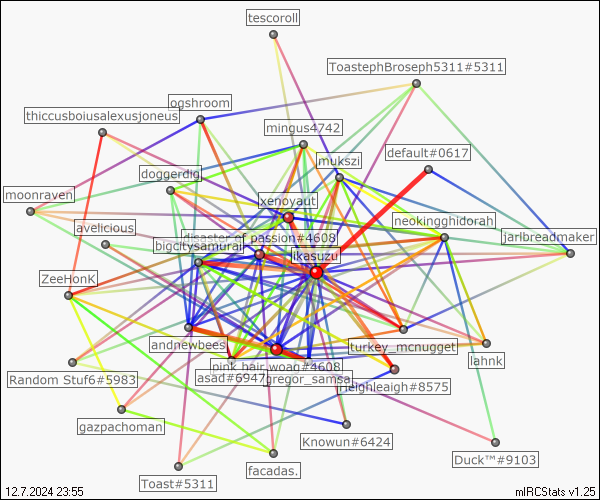 tescoroll
ToastephBroseph5311#5311
ogshroom
thiccusboiusalexusjoneus
mingus4742
default#0617
mukszi
doggerdig
moonraven
xenoyaut
neokingghidorah
avelicious
disaster of passion#4608
jarlbreadmaker
bigcitysamurai
likasuzu
ZeeHonK
andnewbees
turkey_mcnugget
lahnk
pink hair woag#4608
Random Stuf6#5983
asad#6947
gregor_samsa
Heighleigh#8575
gazpachoman
Knowun#6424
Duck™#9103
facadas.
Toast#5311
12.7.2024 23:55
mIRCStats v1.25